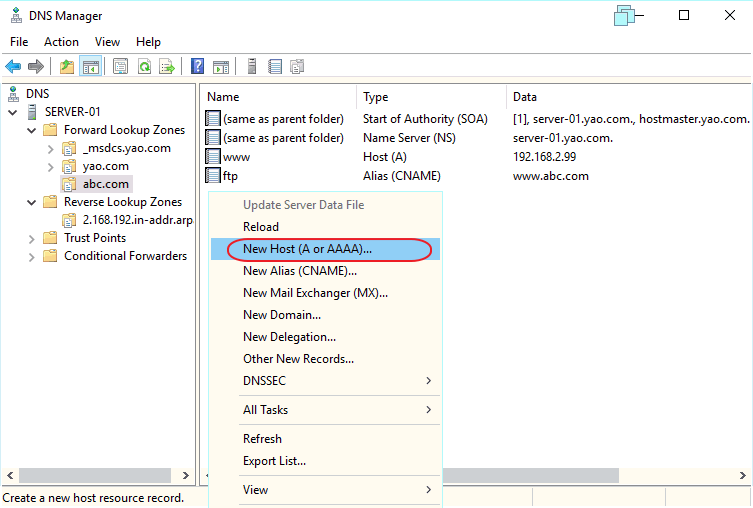 DNS Manager
File Action View Help
DNS
SERVER-01
Forward Lookup Zones
_msdcs.yao.com
yao.com
abc.com
Reverse Lookup Zones
2.168.192.in-addr.arp
Trust Points
Conditional Forwarders
Name Type Data
(same as parent folder) Start of Authority (SOA) [1], server-01.yao.com., hostmaster.yao.com.
(same as parent folder) Name Server (NS) server-01.yao.com.
www Host (A) 192.168.2.99
ftp Alias (CNAME) www.abc.com
Update Server Data File
Reload
New Host (A or AAAA)...
New Alias (CNAME)...
New Mail Exchanger (MX)...
New Domain...
New Delegation...
Other New Records...
DNSSEC
All Tasks
Refresh
Export List...
View
Create a new host resource record.